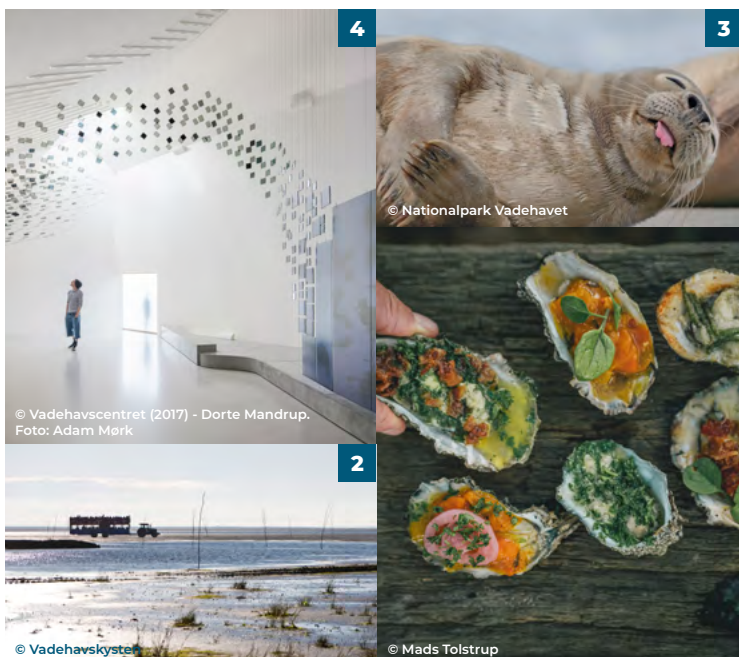 4
© Vadehavscentret (2017) - Dorte Mandrup.
Foto: Adam Mørk
3
© Nationalpark Vadehavet
2
© Vadehavskysten
© Mads Tolstrup